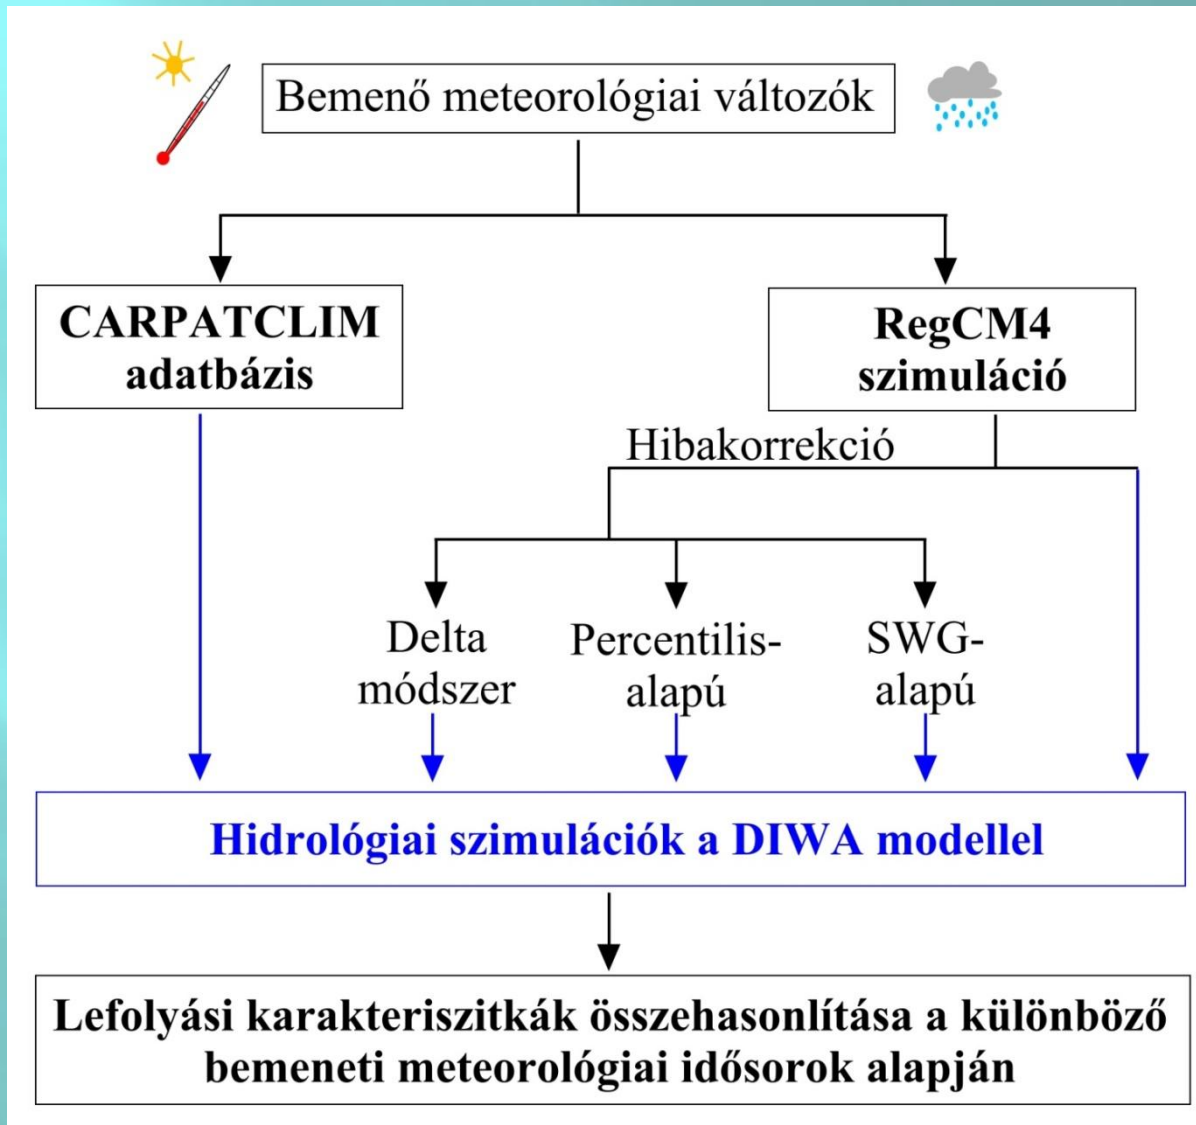 Bemenő meteorológiai változók
CARPATCLIM
adatbázis
RegCM4
szimuláció
Hibakorrekció
Delta
módszer
Percentilis-
alapú
SWG-
alapú
Hidrológiai szimulációk a DIWA modellel
Lefolyási karakteriszitkák összehasonlítása a különböző
bemeneti meteorológiai idősorok alapján